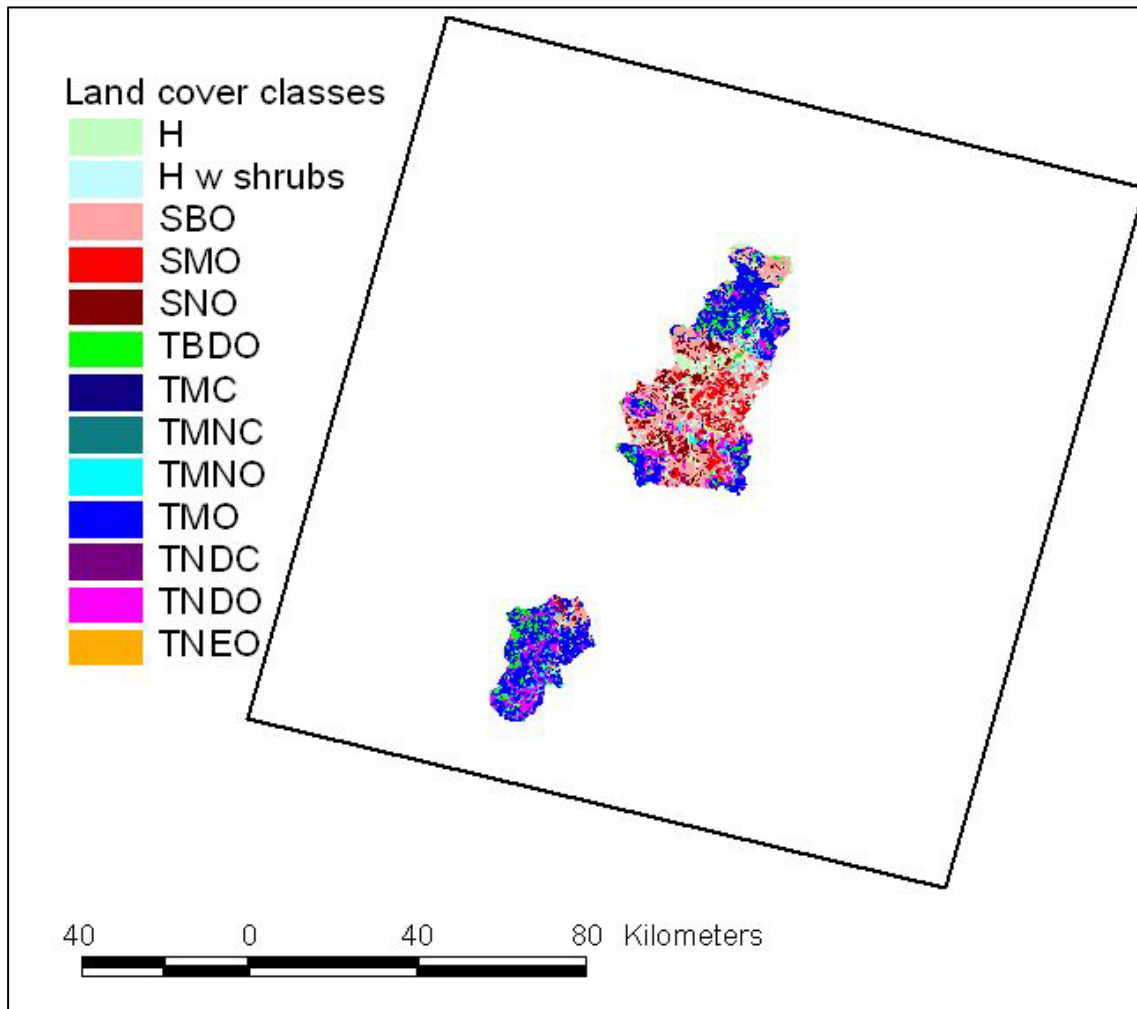 Land cover classes
H
H w shrubs
SBO
SMO
SNO
TBDO
TMC
TMNC
TMNO
TMO
TNDC
TNDO
TNEO
40 0 40 80 Kilometers